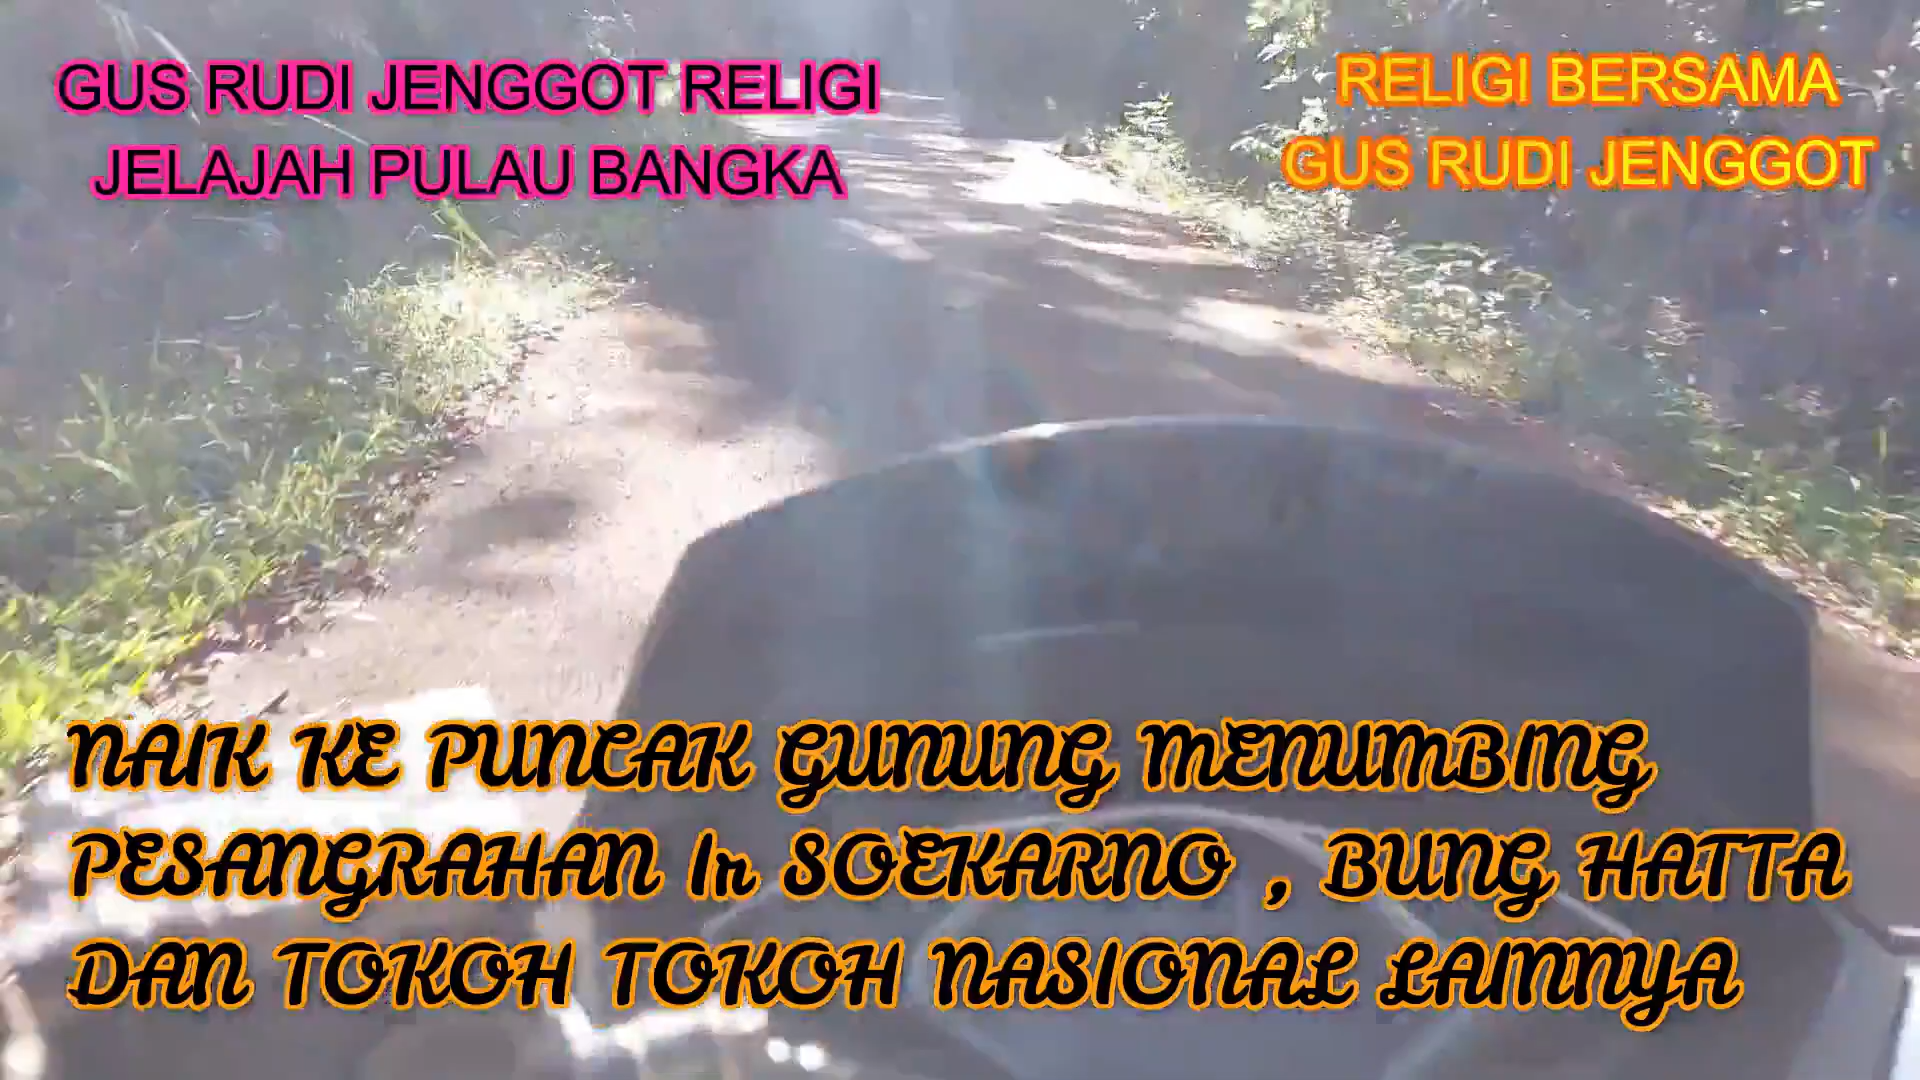 GUS RUDI JENGGOT RELIGI
JELAJAH PULAU BANGKA
RELIGI BERSAMA
GUS RUDI JENGGOT
NAIK KE PUNCAK GUNUNG MENUMBING
PESANGRAHAN Ir SOEKARNO , BUNG HATTA
DAN TOKOH TOKOH NASIONAL LAINNYA